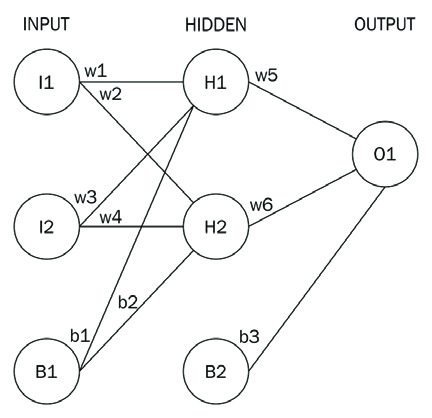 INPUT HIDDEN OUTPUT
I1 w1 H1 w5
w2
O1
w3
I2 w4 H2 w6
b2
b1 b3
B1 B2